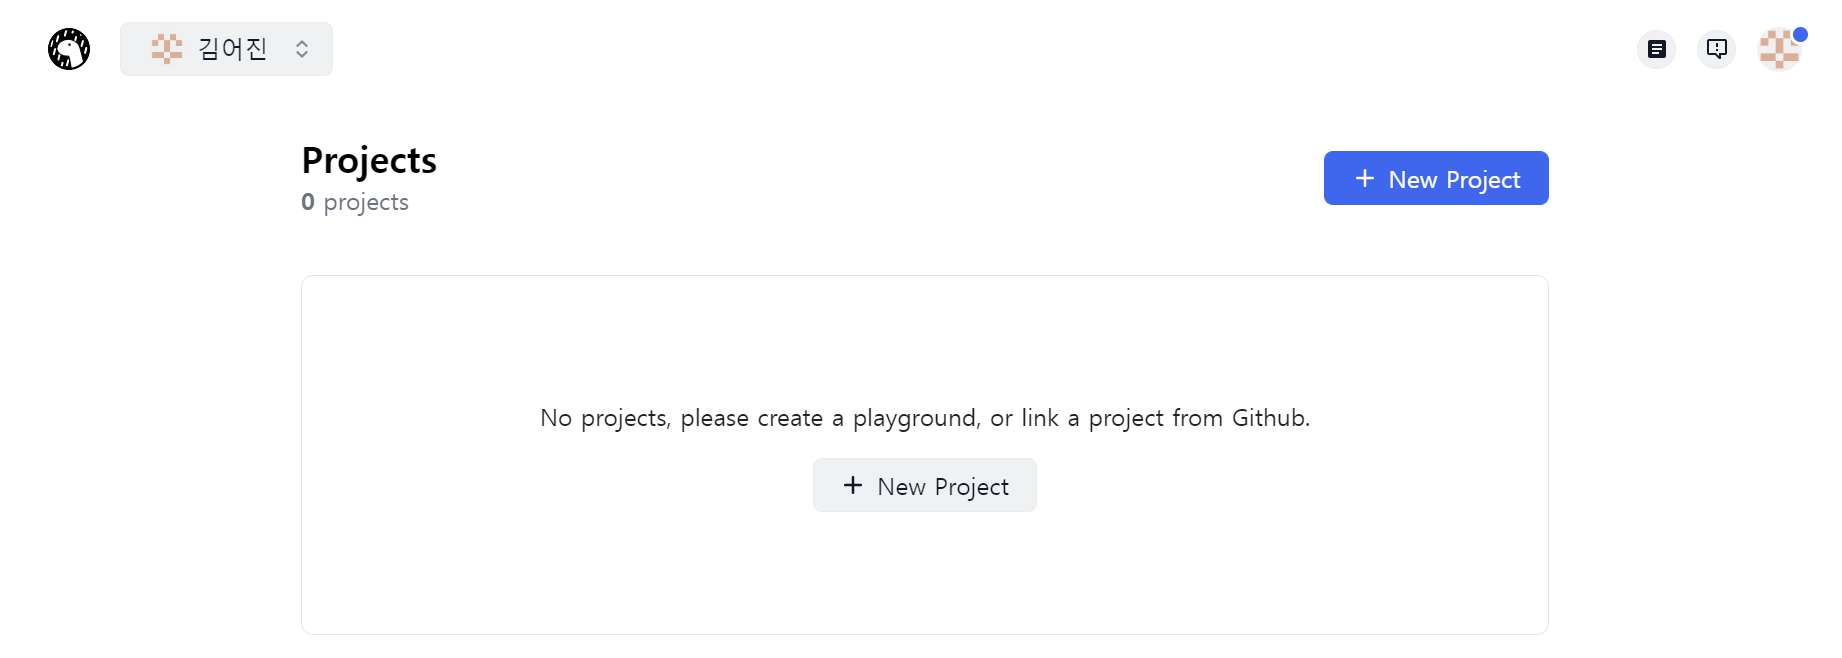 김어진
Projects
+ New Project
0 projects
No projects, please create a playground, or link a project from Github.
+ New Project